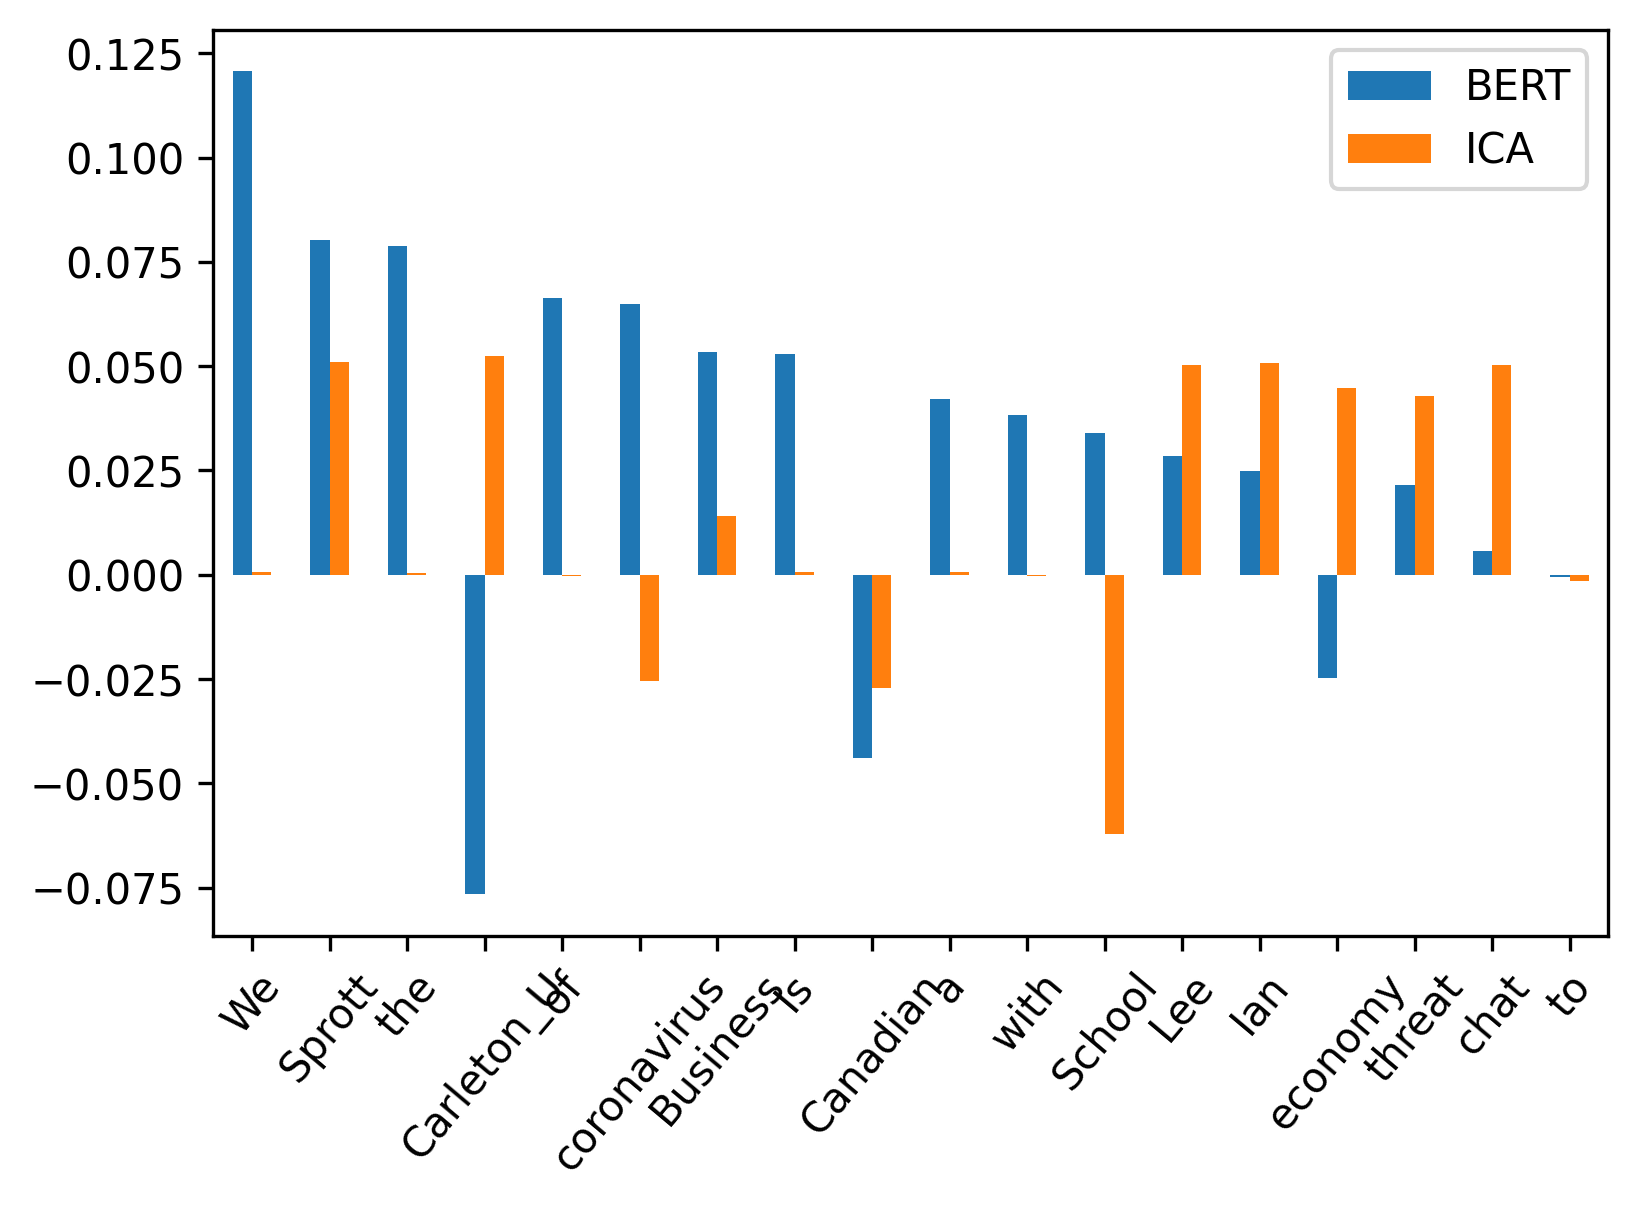 0.125
0.100
0.075
0.050
0.025
0.000
−0.025
−0.050
−0.075
BERT
ICA
We
Sprott
the
Carleton_U
of
coronavirus
Business
Is
Canadian
a
with
School
Lee
Ian
economy
threat
chat
to